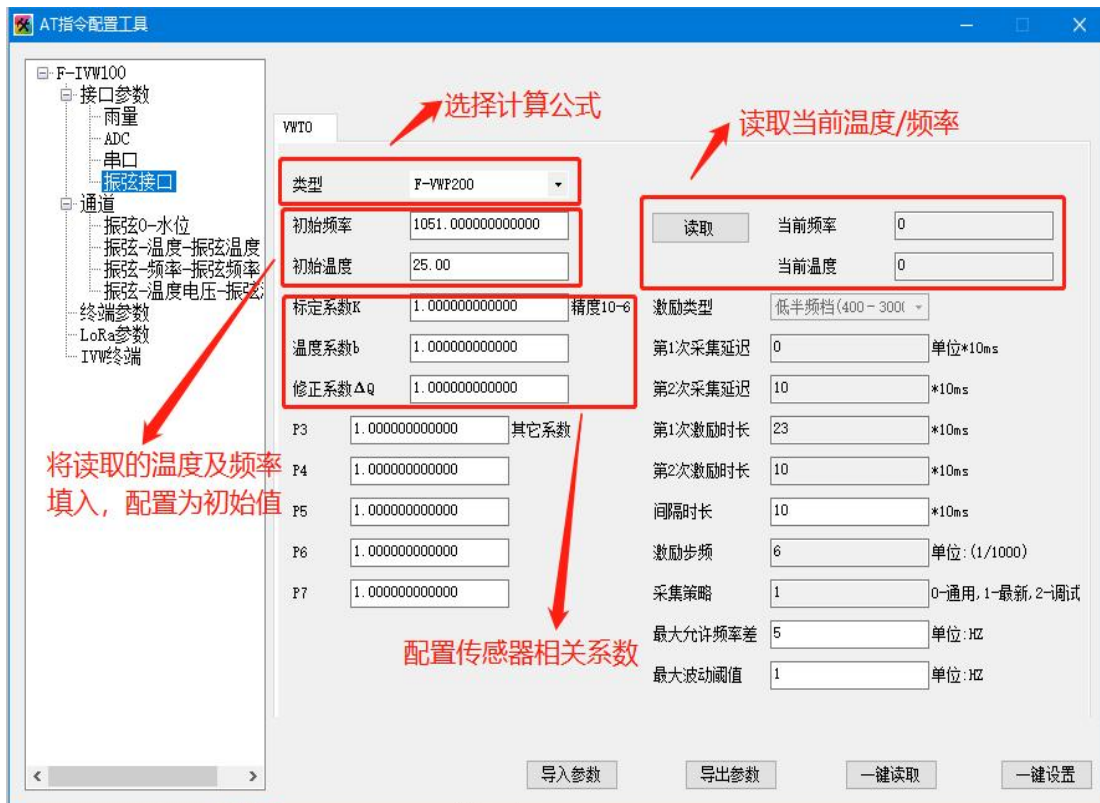 AT指令配置工具
F-IVW100
接口参数
雨量
ADC
串口
振弦接口
通道
振弦0-水位
振弦-温度-振弦温度
振弦-频率-振弦频率
振弦-温度电压-振弦
终端参数
LoRa参数
IVW终端
选择计算公式
读取当前温度/频率
VWT0
类型 F-VWP200
初始频率 1051.000000000000
初始温度 25.00
标定系数K 1.000000000000 精度10-6
温度系数b 1.000000000000
修正系数ΔQ 1.000000000000
P3 1.000000000000 其它系数
P4 1.000000000000
P5 1.000000000000
P6 1.000000000000
P7 1.000000000000
将读取的温度及频率
填入，配置为初始值
配置传感器相关系数
读取 当前频率 0
当前温度 0
激励类型 低半频档(400-300(
第1次采集延迟 0 单位*10ms
第2次采集延迟 10 *10ms
第1次激励时长 23 *10ms
第2次激励时长 10 *10ms
间隔时长 10 *10ms
激励步频 6 单位:(1/1000)
采集策略 1 0-通用,1-最新,2-调试
最大允许频率差 5 单位:HZ
最大波动阈值 1 单位:HZ
导入参数 导出参数 一键读取 一键设置